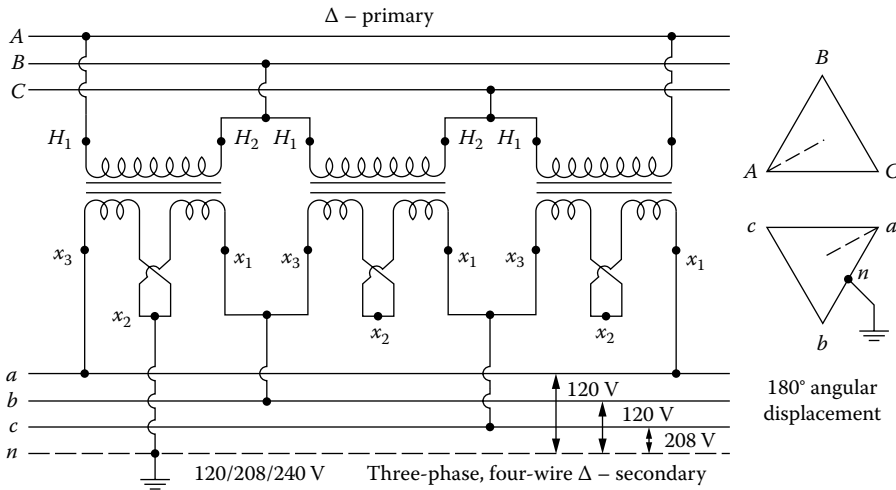 Δ – primary
A
B
C
H1
H2
H1
H2
H1
x3
x1
x3
x1
x3
x1
x2
x2
x2
a
b
c
n
120 V
120 V
208 V
120/208/240 V
Three-phase, four-wire Δ – secondary
B
A
C
c
a
n
b
180° angular
displacement